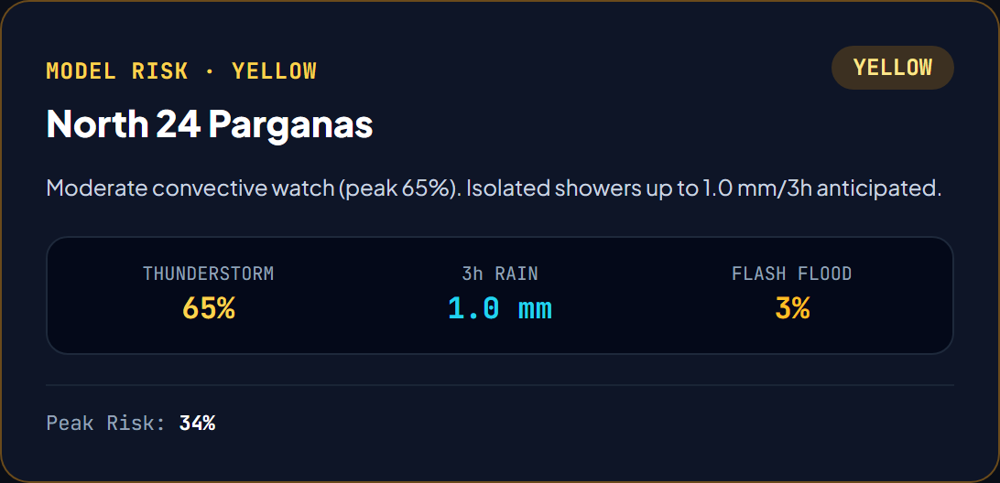 MODEL RISK · YELLOW
YELLOW
North 24 Parganas
Moderate convective watch (peak 65%). Isolated showers up to 1.0 mm/3h anticipated.
THUNDERSTORM
65%
3h RAIN
1.0 mm
FLASH FLOOD
3%
Peak Risk: 34%